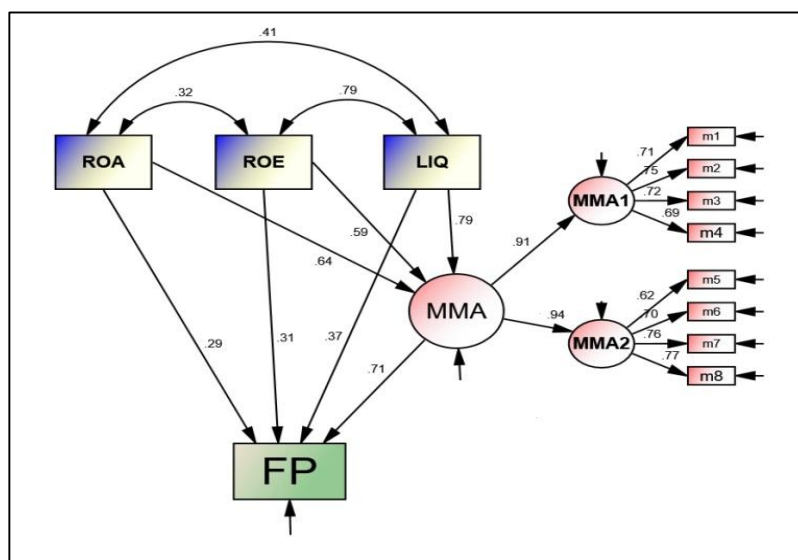 .41
.32
.79
ROA
ROE
LIQ
.64
.59
.79
.29
.31
.37
.71
MMA
FP
.91
.94
MMA1
.71
.75
.72
.69
m1
m2
m3
m4
MMA2
.62
.70
.76
.77
m5
m6
m7
m8